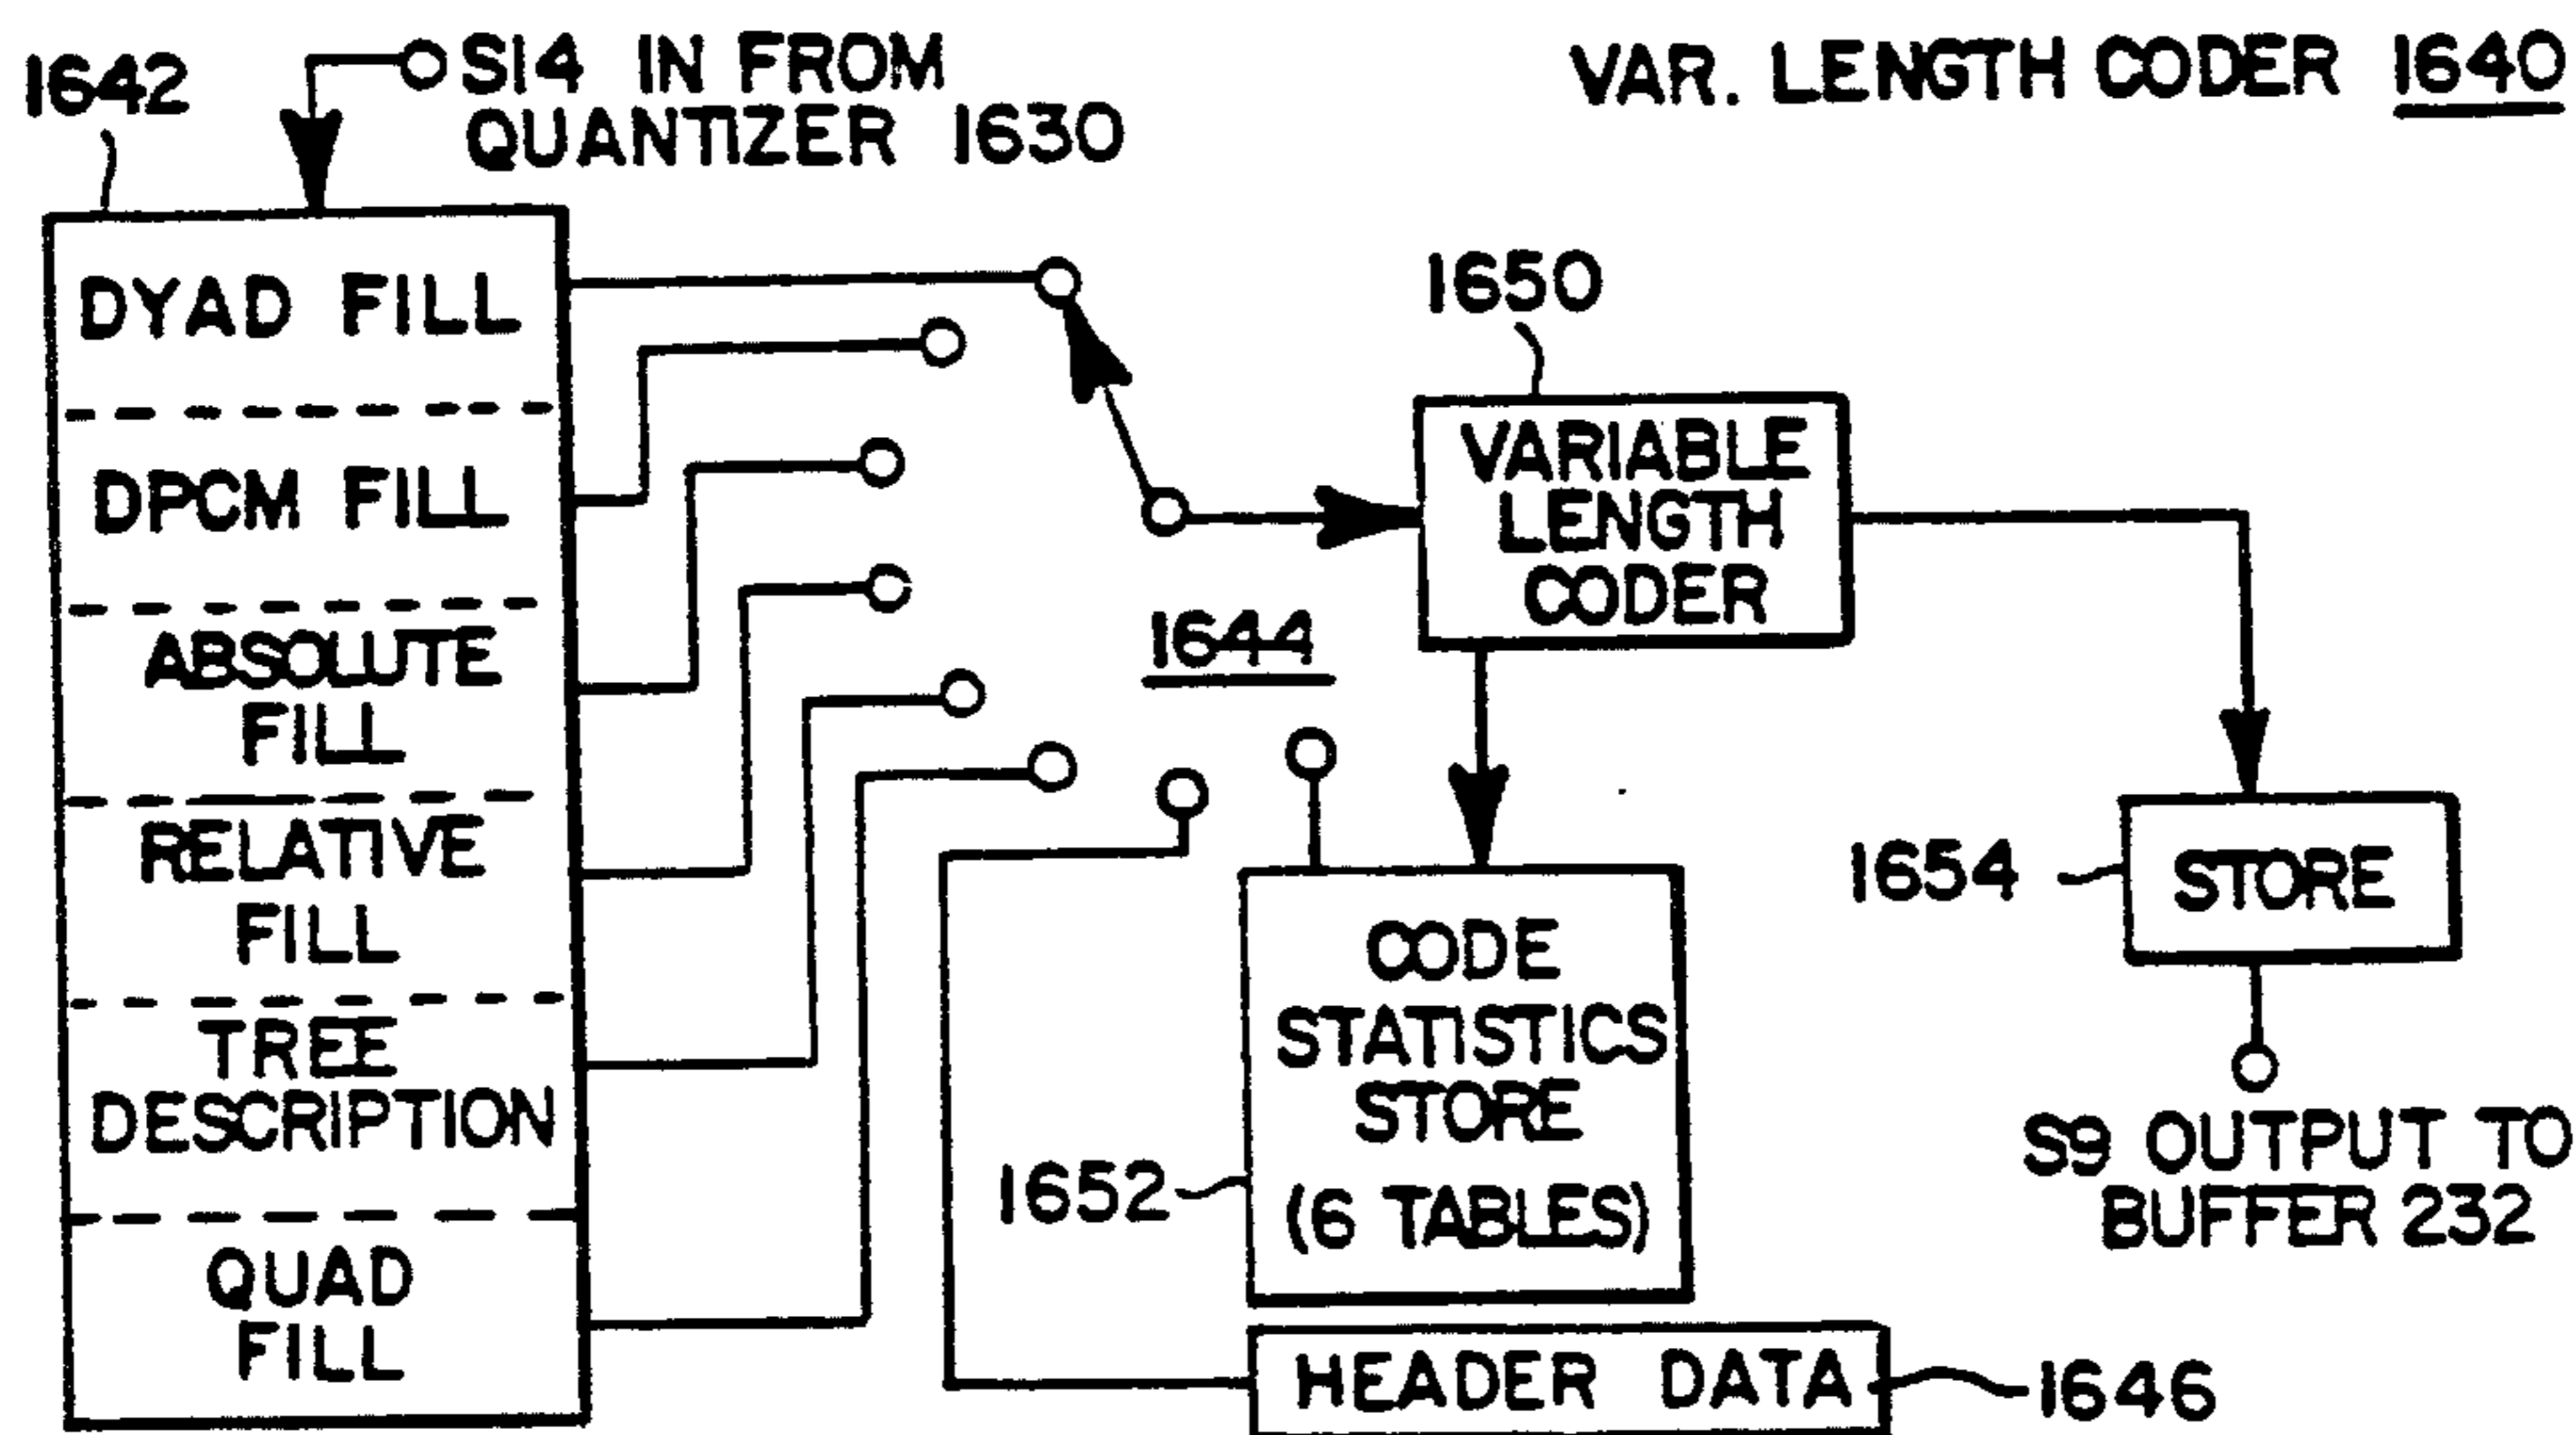 VAR. LENGTH CODER 1640
1642
S14 IN FROM
QUANTIZER 1630
DYAD FILL
DPCM FILL
ABSOLUTE
FILL
RELATIVE
FILL
TREE
DESCRIPTION
QUAD
FILL
1644
1650
VARIABLE
LENGTH
CODER
1652
CODE
STATISTICS
STORE
(6 TABLES)
HEADER DATA
1646
1654
STORE
S9 OUTPUT TO
BUFFER 232